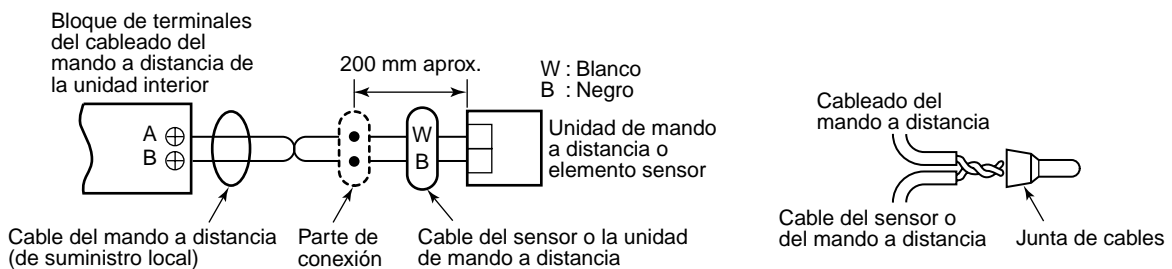 Bloque de terminales
del cableado del
mando a distancia de
la unidad interior
200 mm aprox.
W : Blanco
B : Negro
A
B
W
B
Unidad de mando
a distancia o
elemento sensor
Cable del mando a distancia
(de suministro local)
Parte de
conexión
Cable del sensor o la unidad
de mando a distancia
Cableado del
mando a distancia
Cable del sensor o
del mando a distancia
Junta de cables